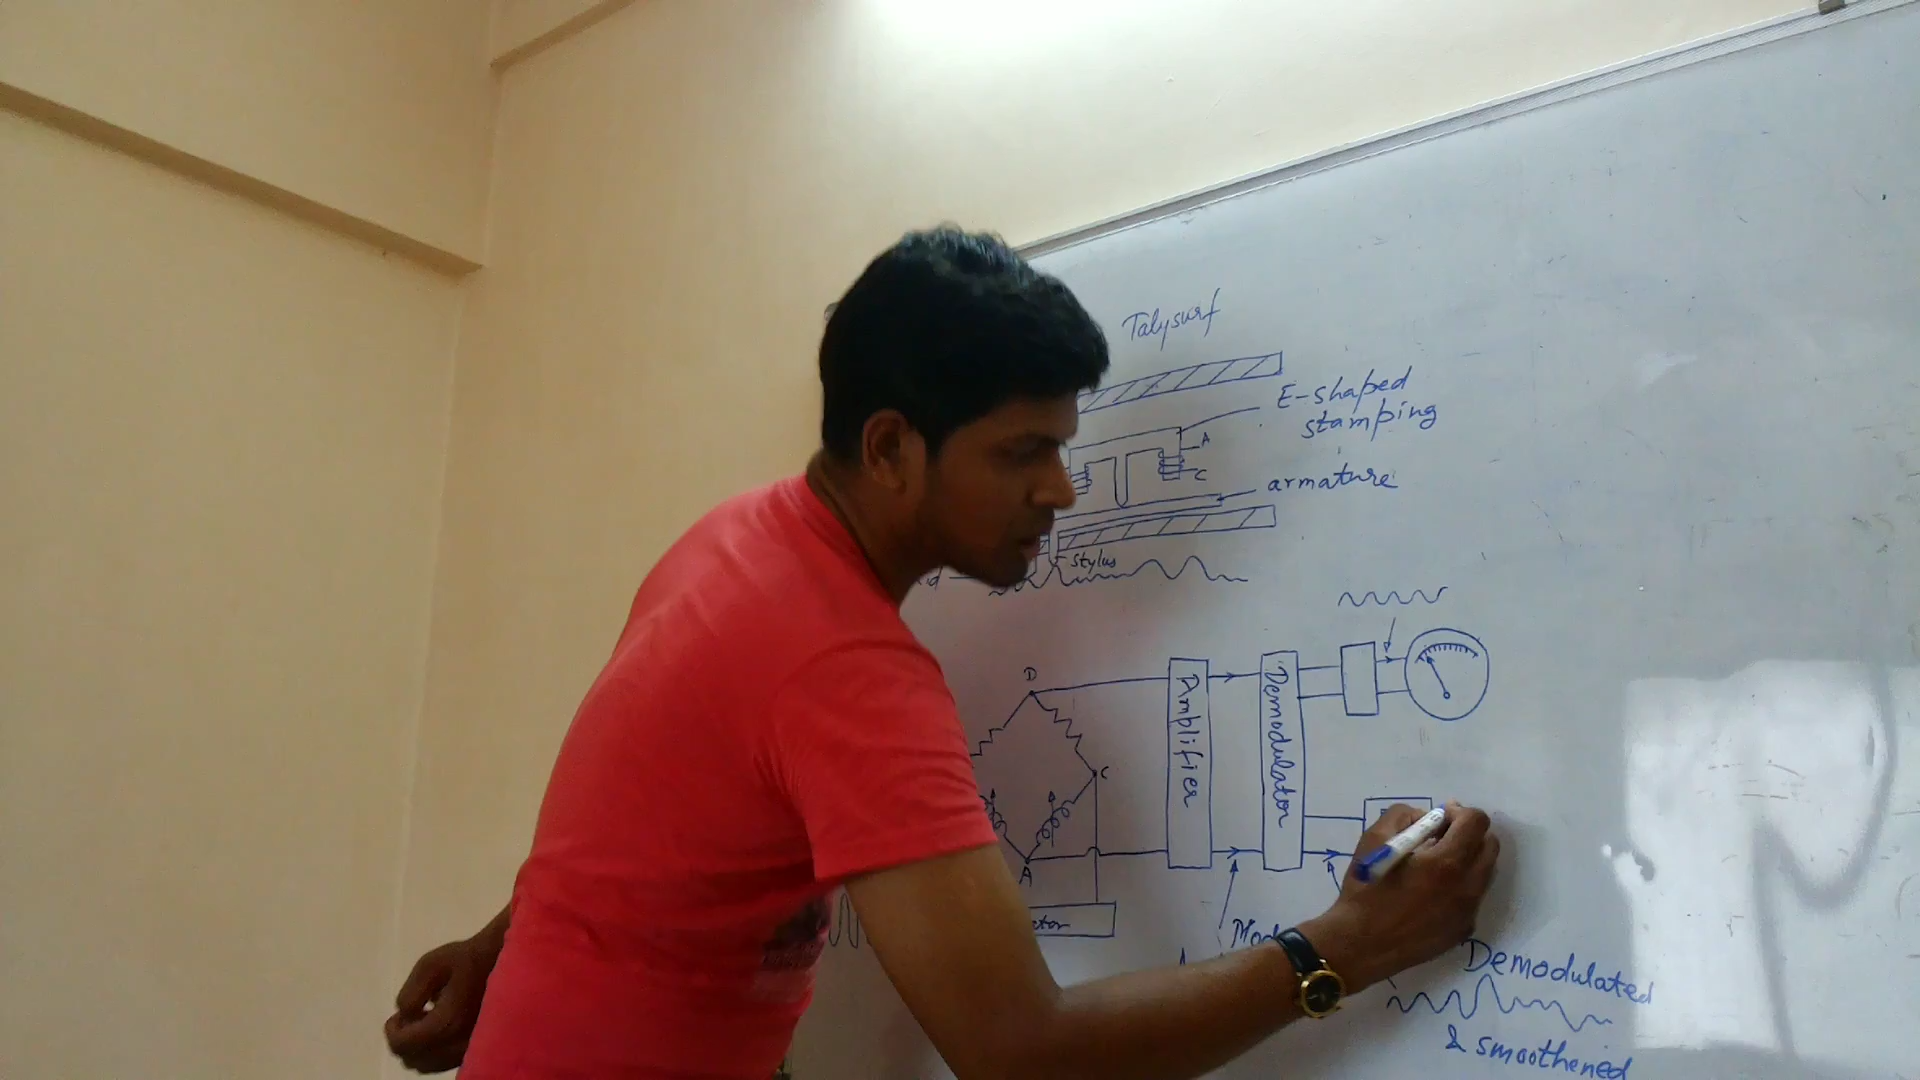 Talysurf
E-shaped
stamping
A
C
armature
stylus
D
Amplifier
Demodulator
C
A
Demodulated
& smoothened